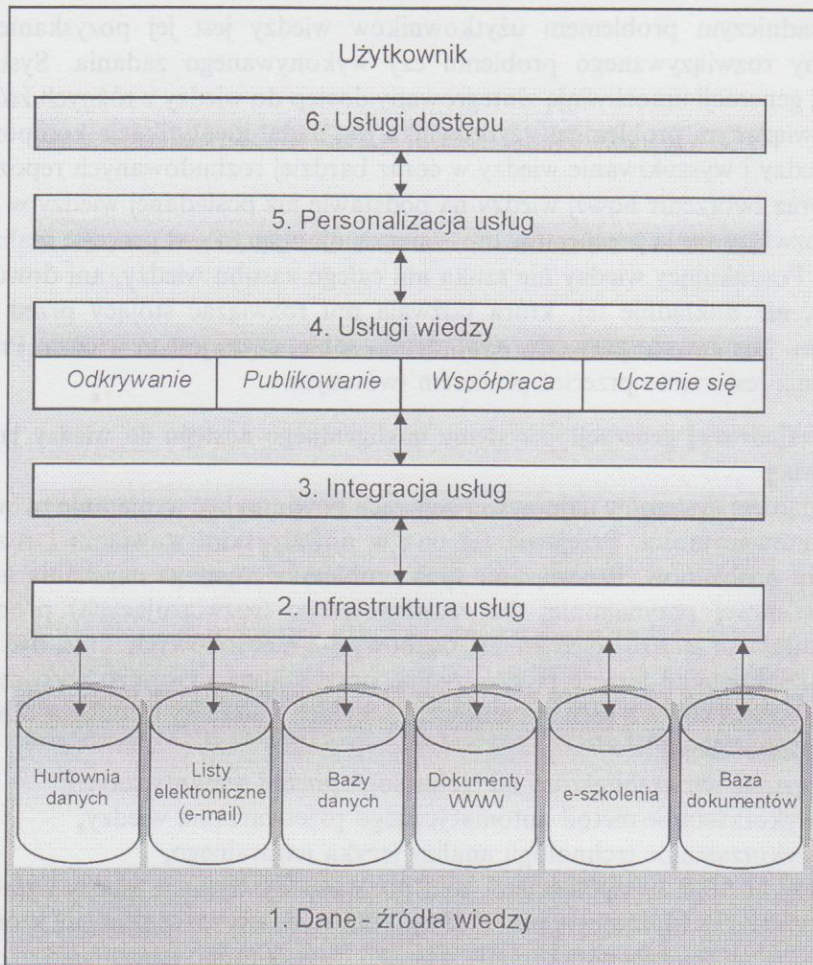 Użytkownik
6. Usługi dostępu
5. Personalizacja usług
4. Usługi wiedzy
Odkrywanie Publikowanie Współpraca Uczenie się
3. Integracja usług
2. Infrastruktura usług
Hurtownia
danych
Listy
elektroniczne
(e-mail)
Bazy
danych
Dokumenty
WWW
e-szkolenia
Baza
dokumentów
1. Dane - źródła wiedzy